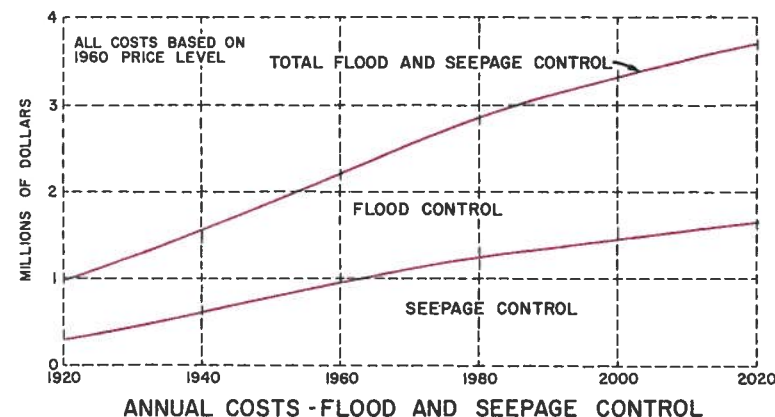 4
ALL COSTS BASED ON
1960 PRICE LEVEL
TOTAL FLOOD AND SEEPAGE CONTROL
3
MILLIONS OF DOLLARS
2
FLOOD CONTROL
1
SEEPAGE CONTROL
0
1920 1940 1960 1980 2000 2020
ANNUAL COSTS - FLOOD AND SEEPAGE CONTROL